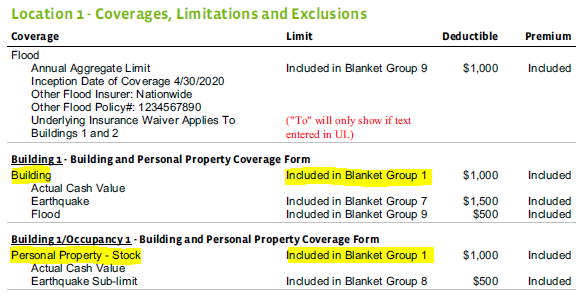 Location 1 - Coverages, Limitations and Exclusions
Coverage Limit Deductible Premium
Flood
Annual Aggregate Limit Included in Blanket Group 9 $1,000 Included
Inception Date of Coverage 4/30/2020
Other Flood Insurer: Nationwide
Other Flood Policy#: 1234567890
Underlying Insurance Waiver Applies To ("To" will only show if text
Buildings 1 and 2 entered in UI.)
Building 1 - Building and Personal Property Coverage Form
Building Included in Blanket Group 1 $1,000 Included
Actual Cash Value
Earthquake Included in Blanket Group 7 $1,500 Included
Flood Included in Blanket Group 9 $500 Included
Building 1/Occupancy 1 - Building and Personal Property Coverage Form
Personal Property - Stock Included in Blanket Group 1 $1,000 Included
Actual Cash Value
Earthquake Sub-limit Included in Blanket Group 8 $500 Included